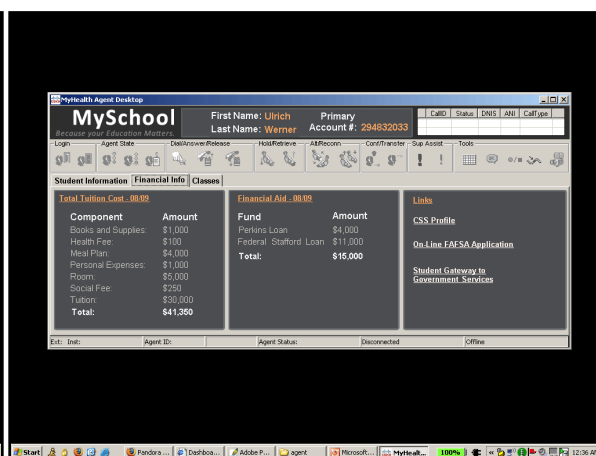 MyHealth Agent Desktop
MySchool
Because your Education Matters.
First Name: Ulrich
Last Name: Werner
Primary
Account #: 294832033
CallID Status DNIS ANI CallType
Login Agent State Dial/Answer/Release Hold/Retrieve Alt/Reconn Conf/Transfer Sup Assist Tools
Student Information Financial Info Classes
Total Tuition Cost - 08/09
Component Amount
Books and Supplies: $1,000
Health Fee: $100
Meal Plan: $4,000
Personal Expenses: $1,000
Room: $5,000
Social Fee: $250
Tuition: $30,000
Total: $41,350
Financial Aid - 08/09
Fund Amount
Perkins Loan $4,000
Federal Stafford Loan $11,000
Total: $15,000
Links
CSS Profile
On-Line FAFSA Application
Student Gateway to
Government Services
Ext: Inst: Agent ID: Agent Status: Disconnected Offline
Start Pandora ... Dashboa... Adobe P... agent Microsoft... MyHealt... 100% 12:36 AM